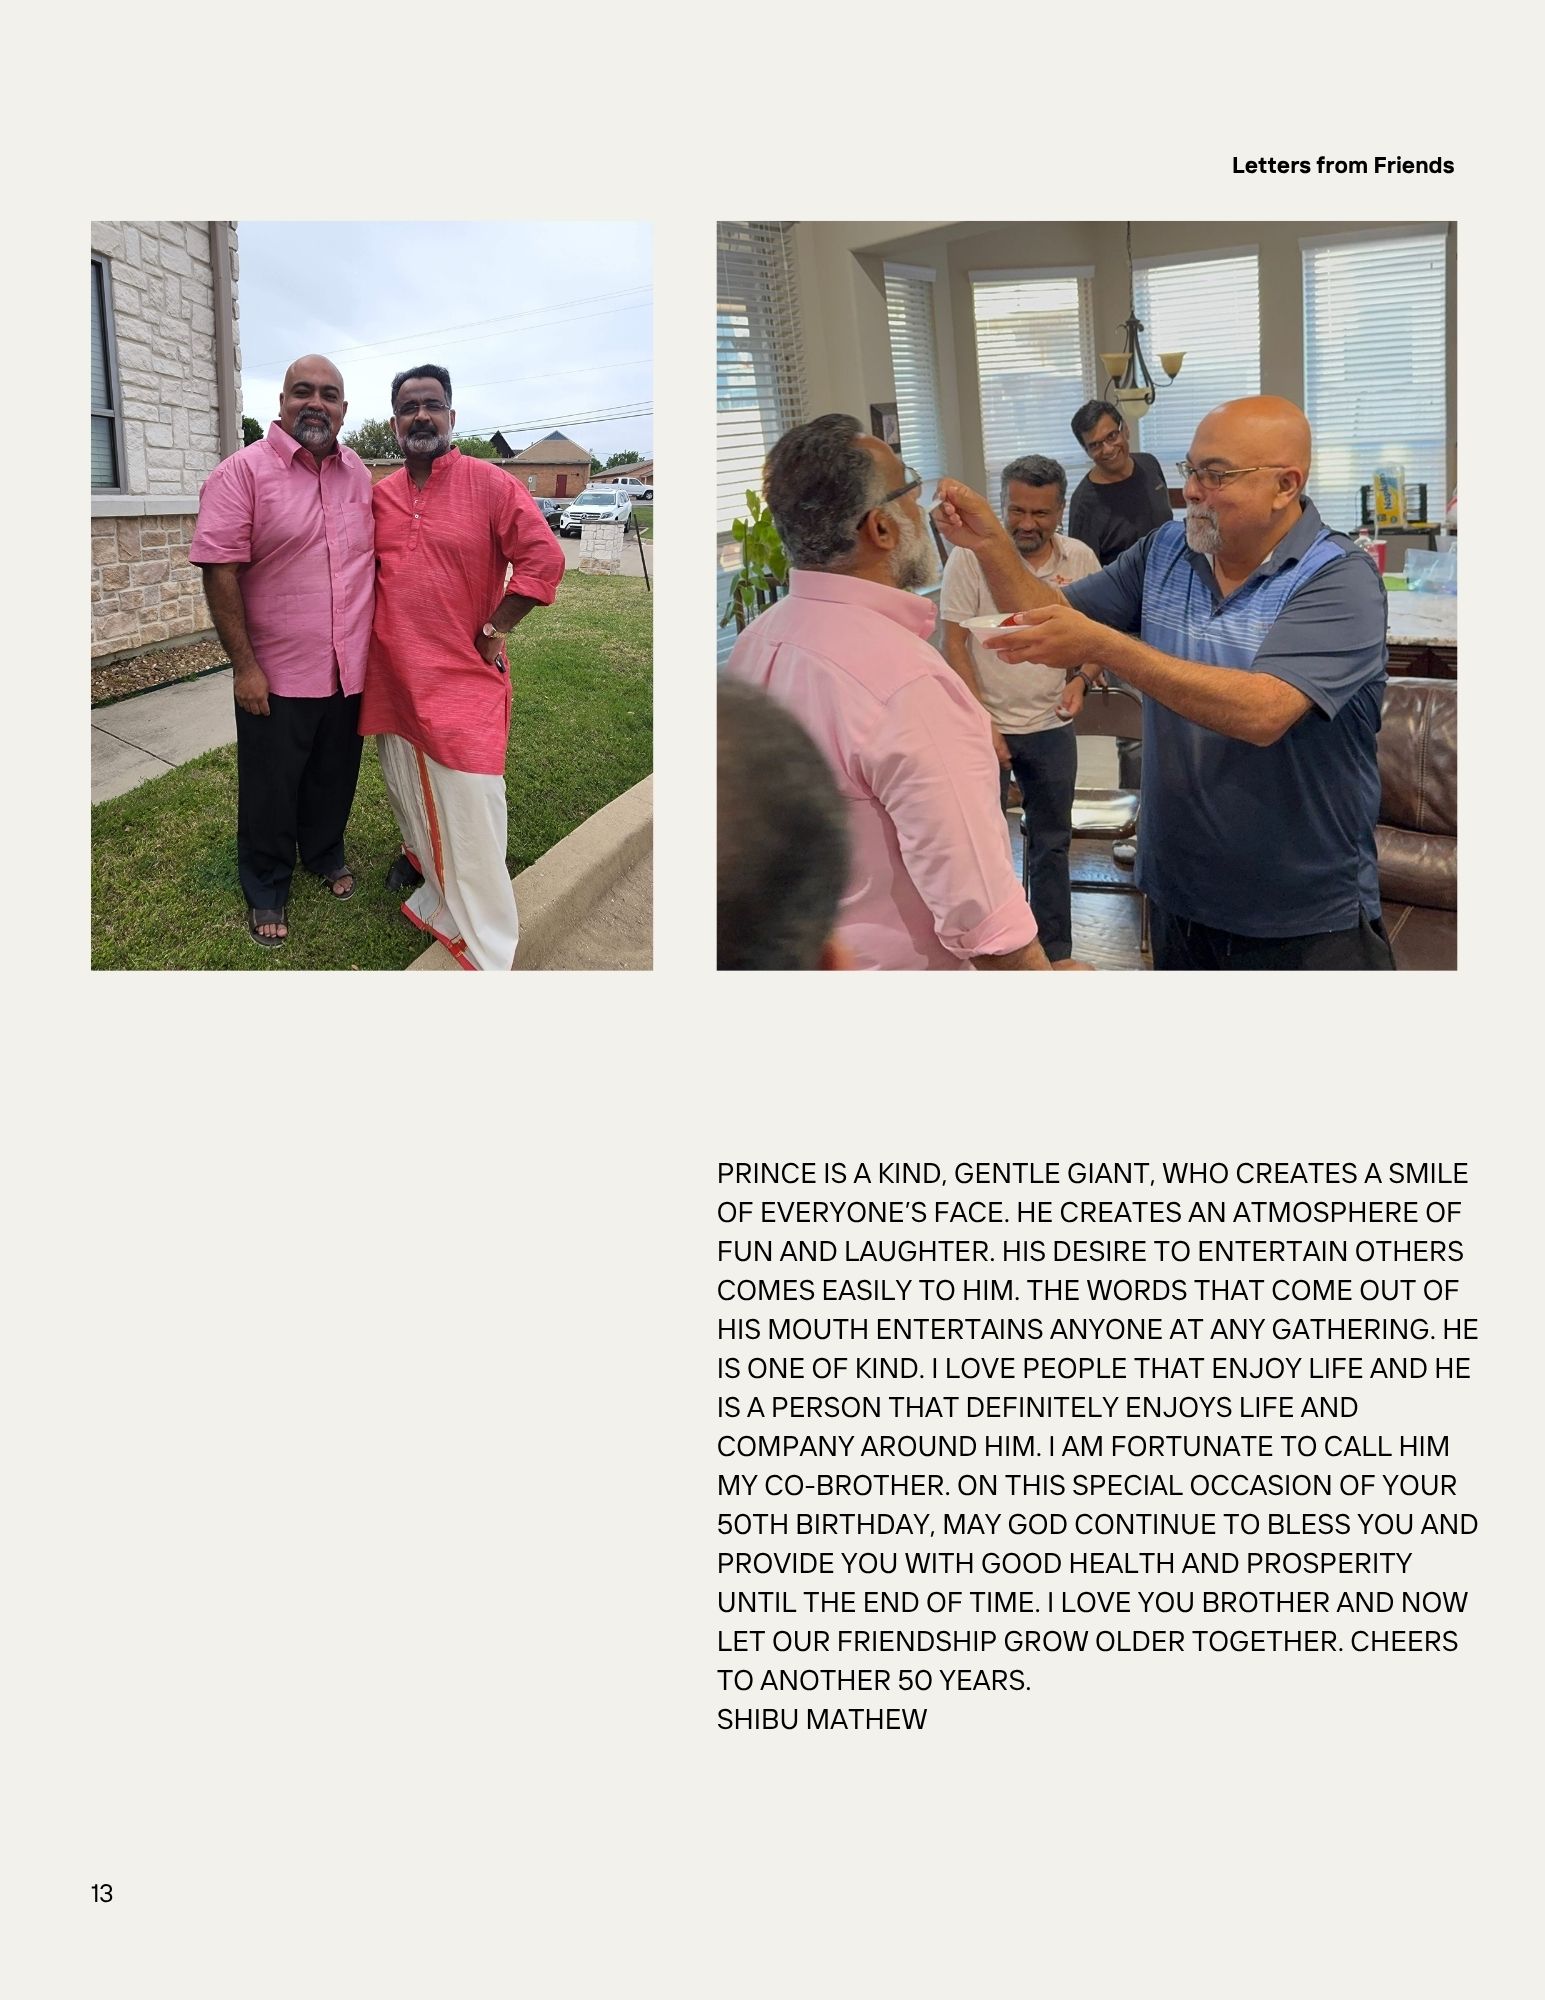 Letters from Friends
PRINCE IS A KIND, GENTLE GIANT, WHO CREATES A SMILE
OF EVERYONE'S FACE. HE CREATES AN ATMOSPHERE OF
FUN AND LAUGHTER. HIS DESIRE TO ENTERTAIN OTHERS
COMES EASILY TO HIM. THE WORDS THAT COME OUT OF
HIS MOUTH ENTERTAINS ANYONE AT ANY GATHERING. HE
IS ONE OF KIND. I LOVE PEOPLE THAT ENJOY LIFE AND HE
IS A PERSON THAT DEFINITELY ENJOYS LIFE AND
COMPANY AROUND HIM. I AM FORTUNATE TO CALL HIM
MY CO-BROTHER. ON THIS SPECIAL OCCASION OF YOUR
50TH BIRTHDAY, MAY GOD CONTINUE TO BLESS YOU AND
PROVIDE YOU WITH GOOD HEALTH AND PROSPERITY
UNTIL THE END OF TIME. I LOVE YOU BROTHER AND NOW
LET OUR FRIENDSHIP GROW OLDER TOGETHER. CHEERS
TO ANOTHER 50 YEARS.
SHIBU MATHEW
13